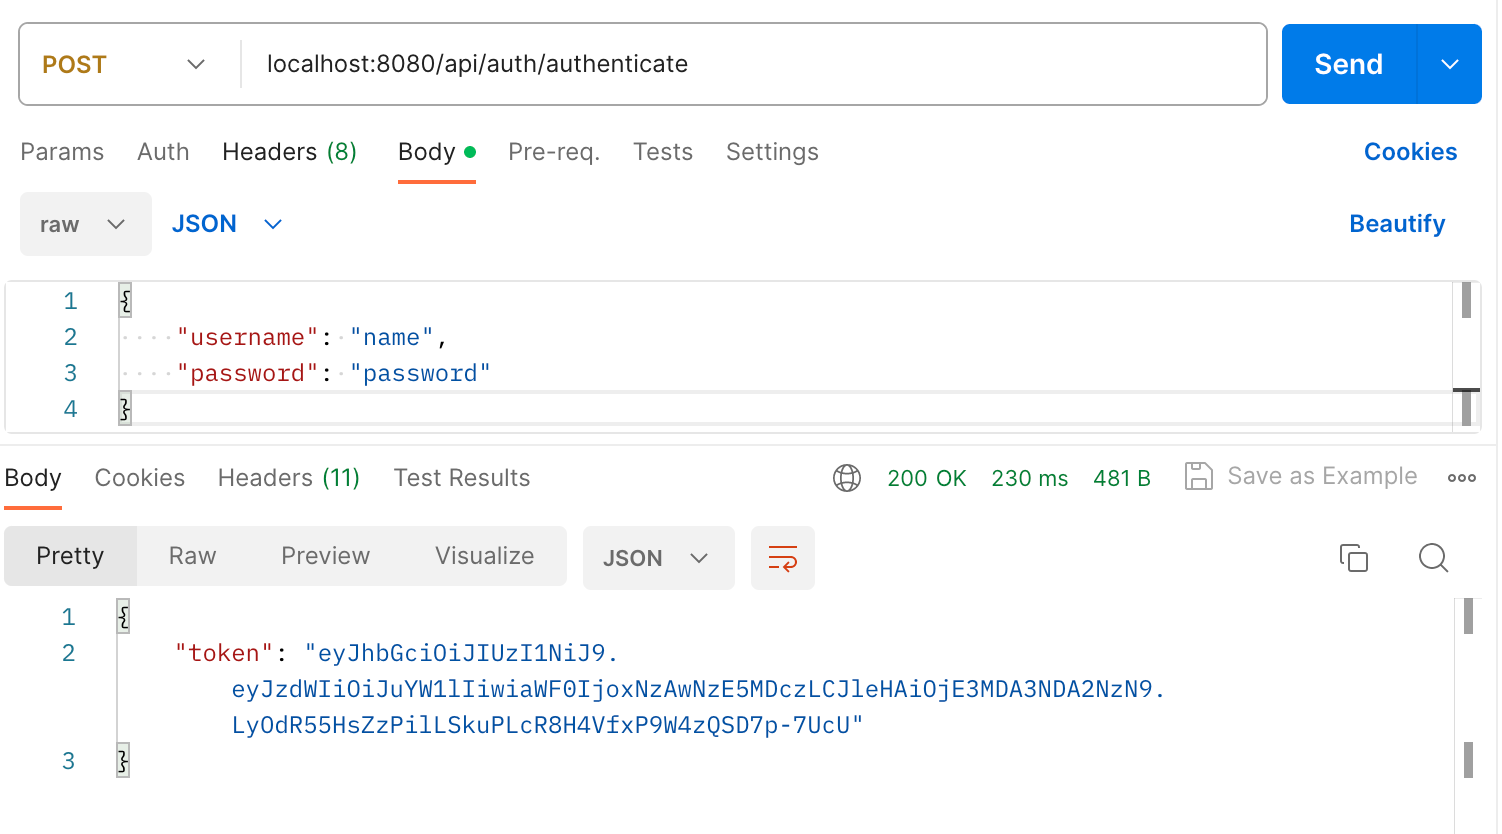 POST localhost:8080/api/auth/authenticate Send
Params Auth Headers (8) Body Pre-req. Tests Settings Cookies
raw JSON Beautify
1 {
2 "username": "name",
3 "password": "password"
4 }
Body Cookies Headers (11) Test Results 200 OK 230 ms 481 B Save as Example
Pretty Raw Preview Visualize JSON
1 {
2 "token": "eyJhbGciOiJIUzI1NiJ9.
eyJzdWIiOiJuYW1lIiwiaWF0IjoxNzAwNzE5MDczLCJleHAiOjE3MDA3NDA2NzN9.
LyOdR55HsZzPilLSkuPLcR8H4VfxP9W4zQSD7p-7UcU"
3 }